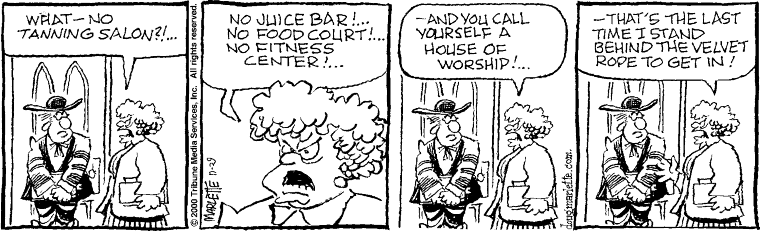 WHAT—NO
TANNING SALON?!...
© 2000 Tribune Media Services, Inc. All rights reserved.
NO JUICE BAR!...
NO FOOD COURT!...
NO FITNESS
CENTER!...
MARLETTE 11-23
—AND YOU CALL
YOURSELF A
HOUSE OF
WORSHIP!...
dougmarlette.com.
—THAT'S THE LAST
TIME I STAND
BEHIND THE VELVET
ROPE TO GET IN!